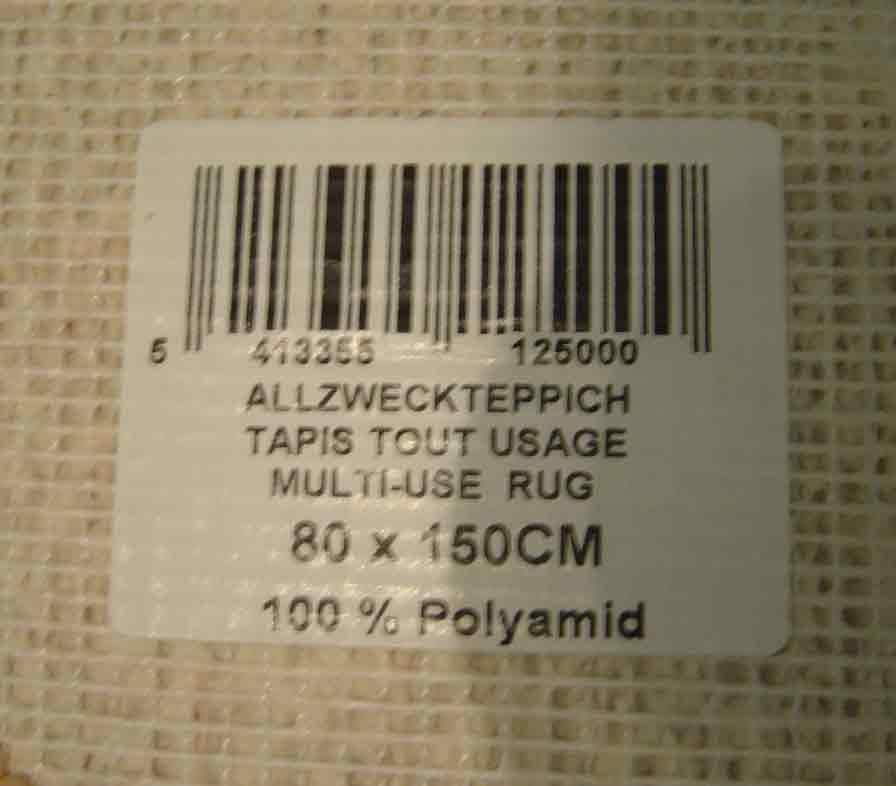 5 413355 125000
ALLZWECKTEPPICH
TAPIS TOUT USAGE
MULTI-USE RUG
80 x 150CM
100 % Polyamid